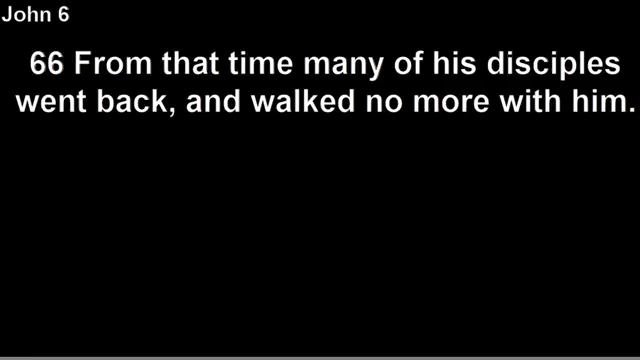 John 6
66 From that time many of his disciples
went back, and walked no more with him.